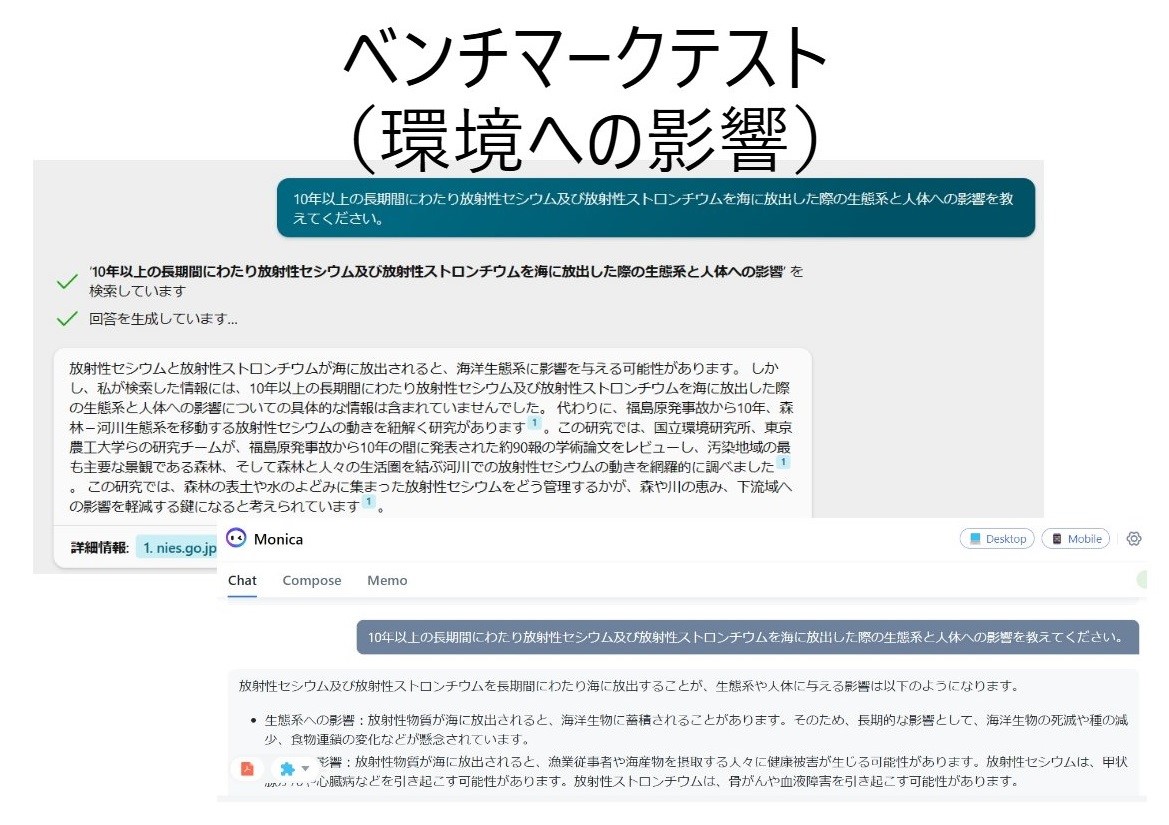 ベンチマークテスト
（環境への影響）
10年以上の長期間にわたり放射性セシウム及び放射性ストロンチウムを海に放出した際の生態系と人体への影響を教
えてください。
'10年以上の長期間にわたり放射性セシウム及び放射性ストロンチウムを海に放出した際の生態系と人体への影響' を
検索しています
回答を生成しています...
放射性セシウムと放射性ストロンチウムが海に放出されると、海洋生態系に影響を与える可能性があります。 しか
し、私が検索した情報には、10年以上の長期間にわたり放射性セシウム及び放射性ストロンチウムを海に放出した際
の生態系と人体への影響についての具体的な情報は含まれていませんでした。 代わりに、福島原発事故から10年、森
林－河川生態系を移動する放射性セシウムの動きを紐解く研究があります 1 。この研究では、国立環境研究所、東京
農工大学らの研究チームが、福島原発事故から10年の間に発表された約90報の学術論文をレビューし、汚染地域の最
も主要な景観である森林、そして森林と人々の生活圏を結ぶ河川での放射性セシウムの動きを網羅的に調べました 1
。 この研究では、森林の表土や水のよどみに集まった放射性セシウムをどう管理するかが、森や川の恵み、下流域へ
の影響を軽減する鍵になると考えられています 1 。
詳細情報: 1. nies.go.jp
Monica
Desktop
Mobile
Chat Compose Memo
10年以上の長期間にわたり放射性セシウム及び放射性ストロンチウムを海に放出した際の生態系と人体への影響を教えてください。
放射性セシウム及び放射性ストロンチウムを長期間にわたり海に放出することが、生態系や人体に与える影響は以下のようになります。
• 生態系への影響：放射性物質が海に放出されると、海洋生物に蓄積されることがあります。そのため、長期的な影響として、海洋生物の死滅や種の減
少、食物連鎖の変化などが懸念されています。
影響：放射性物質が海に放出されると、漁業従事者や海産物を摂取する人々に健康被害が生じる可能性があります。放射性セシウムは、甲状
や心臓病などを引き起こす可能性があります。放射性ストロンチウムは、骨がんや血液障害を引き起こす可能性があります。